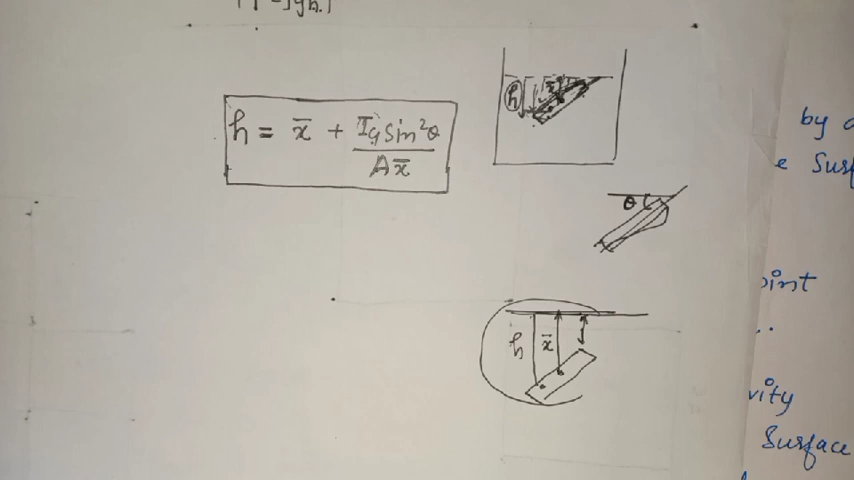 h = x̄ + I_G Sin²θ / A x̄
h
x̄
θ
h
x̄
by
Surf
oint
..
vity
Surface